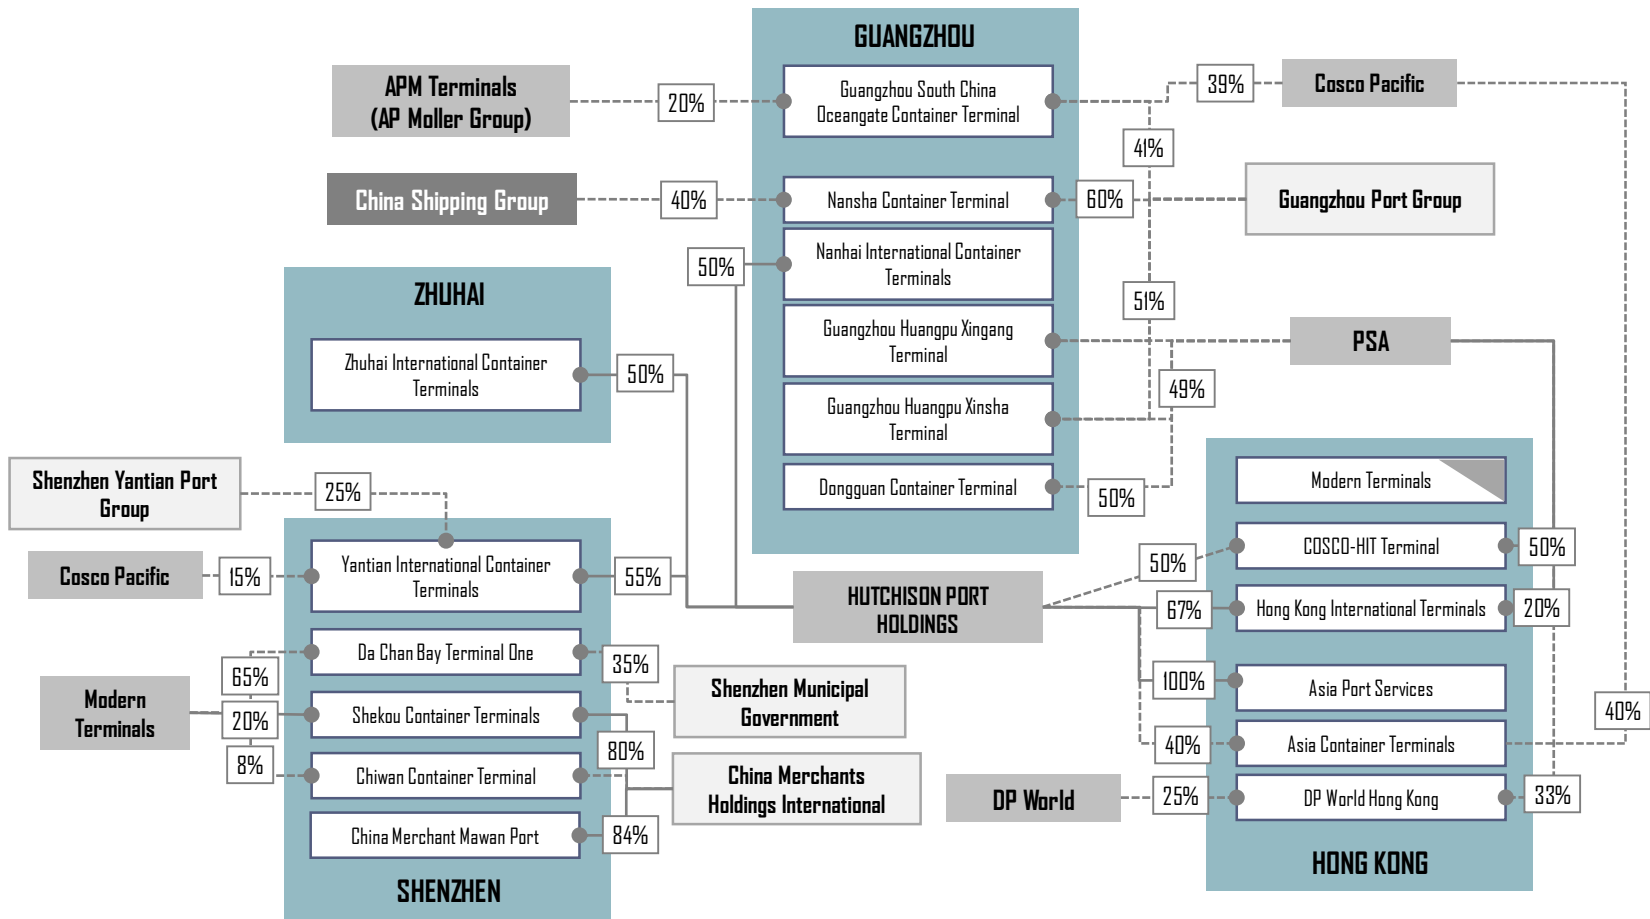 GUANGZHOU
APM Terminals
(AP Moller Group)
20%
Guangzhou South China
Oceangate Container Terminal
39%
Cosco Pacific
41%
China Shipping Group
40%
Nansha Container Terminal
60%
Guangzhou Port Group
50%
Nanhai International Container
Terminals
51%
ZHUHAI
Zhuhai International Container
Terminals
50%
Guangzhou Huangpu Xingang
Terminal
PSA
49%
Guangzhou Huangpu Xinsha
Terminal
Dongguan Container Terminal
50%
Shenzhen Yantian Port
Group
25%
Cosco Pacific
15%
Yantian International Container
Terminals
55%
HUTCHISON PORT
HOLDINGS
Da Chan Bay Terminal One
65%
35%
Shenzhen Municipal
Government
Modern
Terminals
20%
Shekou Container Terminals
80%
8%
Chiwan Container Terminal
China Merchants
Holdings International
China Merchant Mawan Port
84%
SHENZHEN
Modern Terminals
50%
COSCO-HIT Terminal
50%
67%
Hong Kong International Terminals
20%
100%
Asia Port Services
40%
Asia Container Terminals
40%
DP World
25%
DP World Hong Kong
33%
HONG KONG